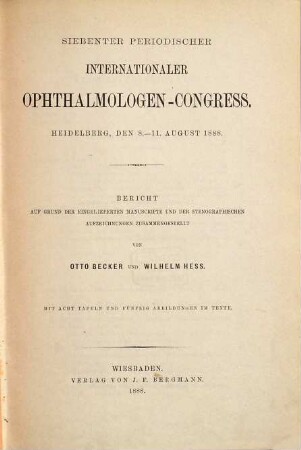 SIEBENTER PERIODISCHER
INTERNATIONALER
OPHTHALMOLOGEN-CONGRESS.
HEIDELBERG, DEN 8.—11. AUGUST 1888.
BERICHT
AUF GRUND DER EINGELIEFERTEN MANUSCRIPTE UND DER STENOGRAPHISCHEN
AUFZEICHNUNGEN ZUSAMMENGESTELLT
VON
OTTO BECKER UND WILHELM HESS.
MIT ACHT TAFELN UND FÜNFZIG ABBILDUNGEN IM TEXTE.
WIESBADEN.
VERLAG VON J. F. BERGMANN.
1888.